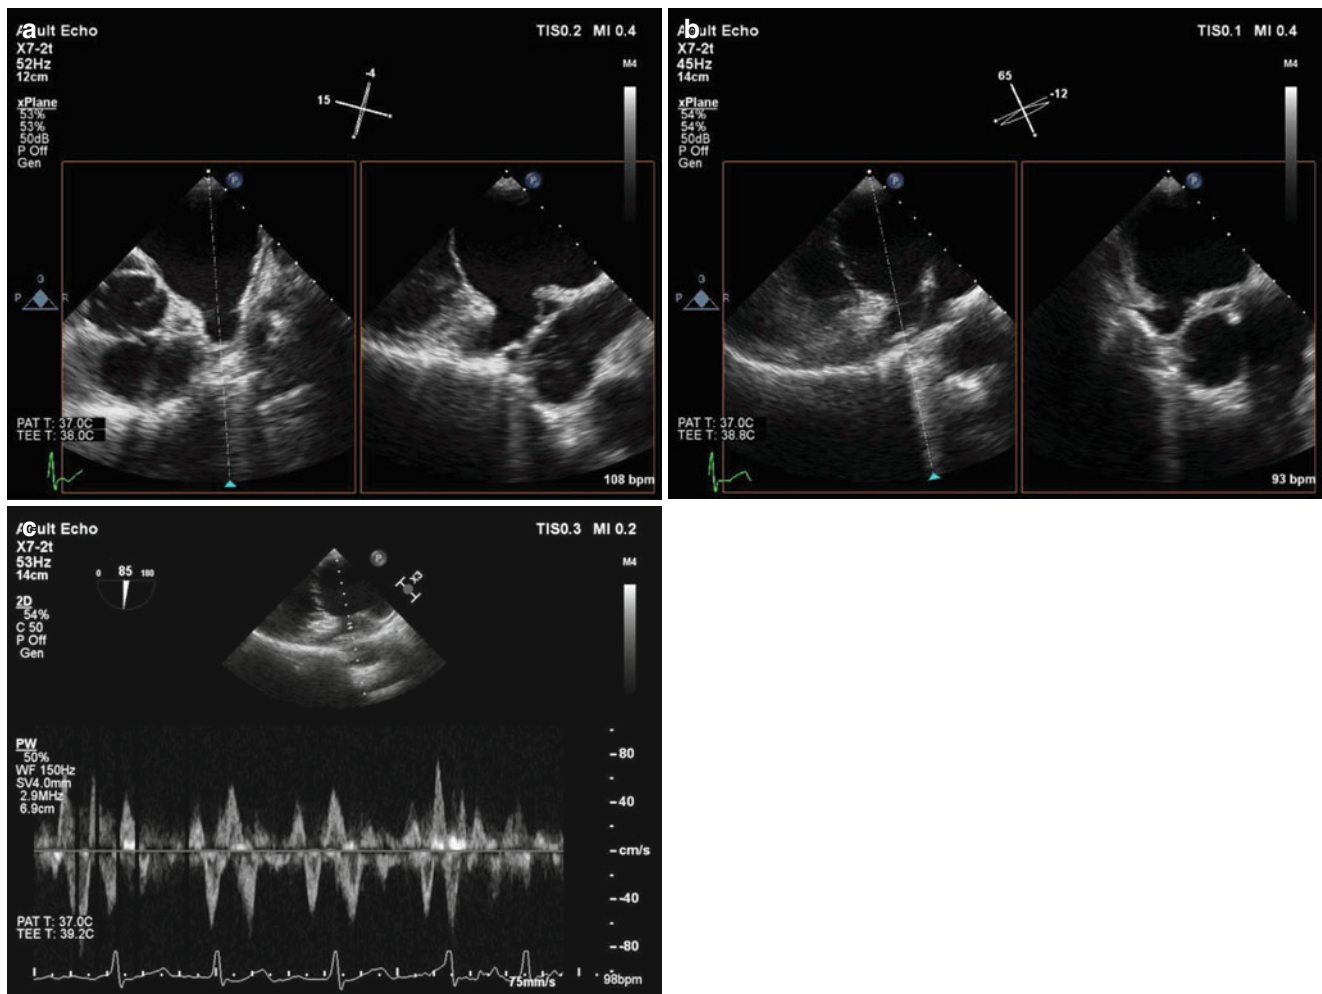 a
Adult Echo
TIS0.2 MI 0.4
X7-2t
52Hz
12cm
M4
-4
15
xPlane
53%
53%
50dB
P Off
Gen
P
P
G
P R
PAT T: 37.0C
TEE T: 38.0C
108 bpm
b
Adult Echo
TIS0.1 MI 0.4
X7-2t
45Hz
14cm
M4
65
-12
xPlane
54%
54%
50dB
P Off
Gen
P
P
G
P R
PAT T: 37.0C
TEE T: 38.8C
93 bpm
c
Adult Echo
TIS0.3 MI 0.2
X7-2t
53Hz
14cm
M4
0 85 180
P
X3
2D
54%
C 50
P Off
Gen
PW
50%
WF 150Hz
SV4.0mm
2.9MHz
6.9cm
80
40
cm/s
-40
-80
PAT T: 37.0C
TEE T: 39.2C
75mm/s
98bpm